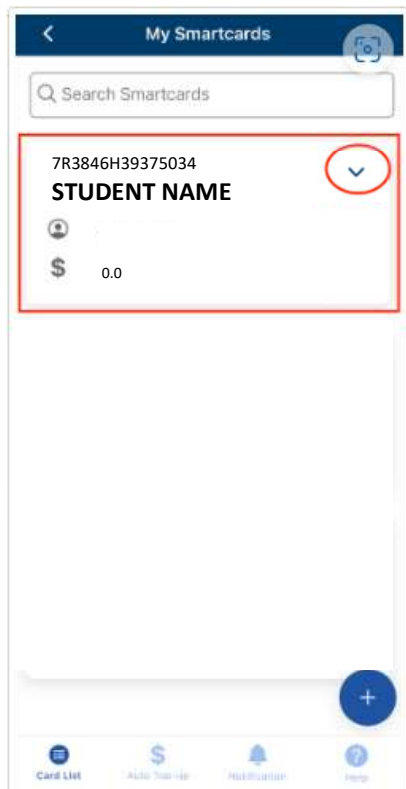 My Smartcards
Search Smartcards
7R3846H39375034
STUDENT NAME
$ 0.0
+
$
Card List Auto Top-up Notification Help